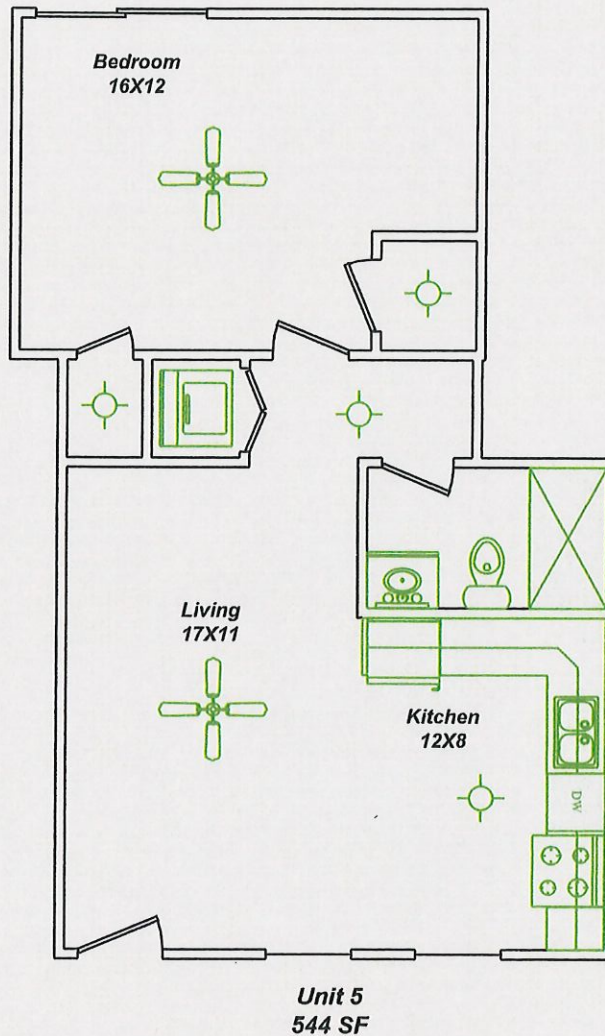 Bedroom
16X12
Living
17X11
Kitchen
12X8
DW
Unit 5
544 SF